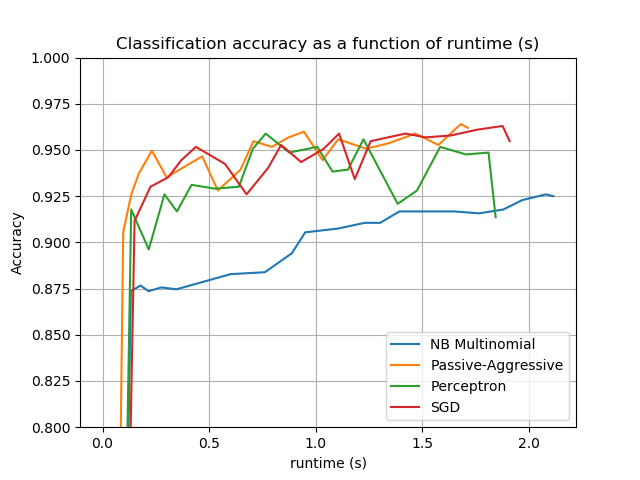 Classification accuracy as a function of runtime (s)
1.000
0.975
0.950
0.925
0.900
0.875
0.850
0.825
0.800
Accuracy
NB Multinomial
Passive-Aggressive
Perceptron
SGD
0.0 0.5 1.0 1.5 2.0
runtime (s)